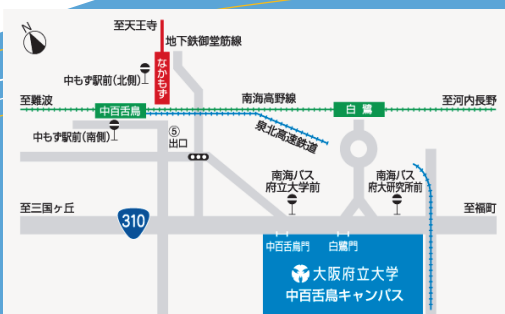 N
至天王寺
地下鉄御堂筋線
なかもず
中もず駅前(北側)
至難波
中百舌鳥
南海高野線
白鷺
至河内長野
中もず駅前(南側)
⑤
出口
泉北高速鉄道
南海バス
府立大学前
南海バス
府大研究所前
至三国ヶ丘
310
至福町
中百舌鳥門
白鷺門
大阪府立大学
中百舌鳥キャンパス